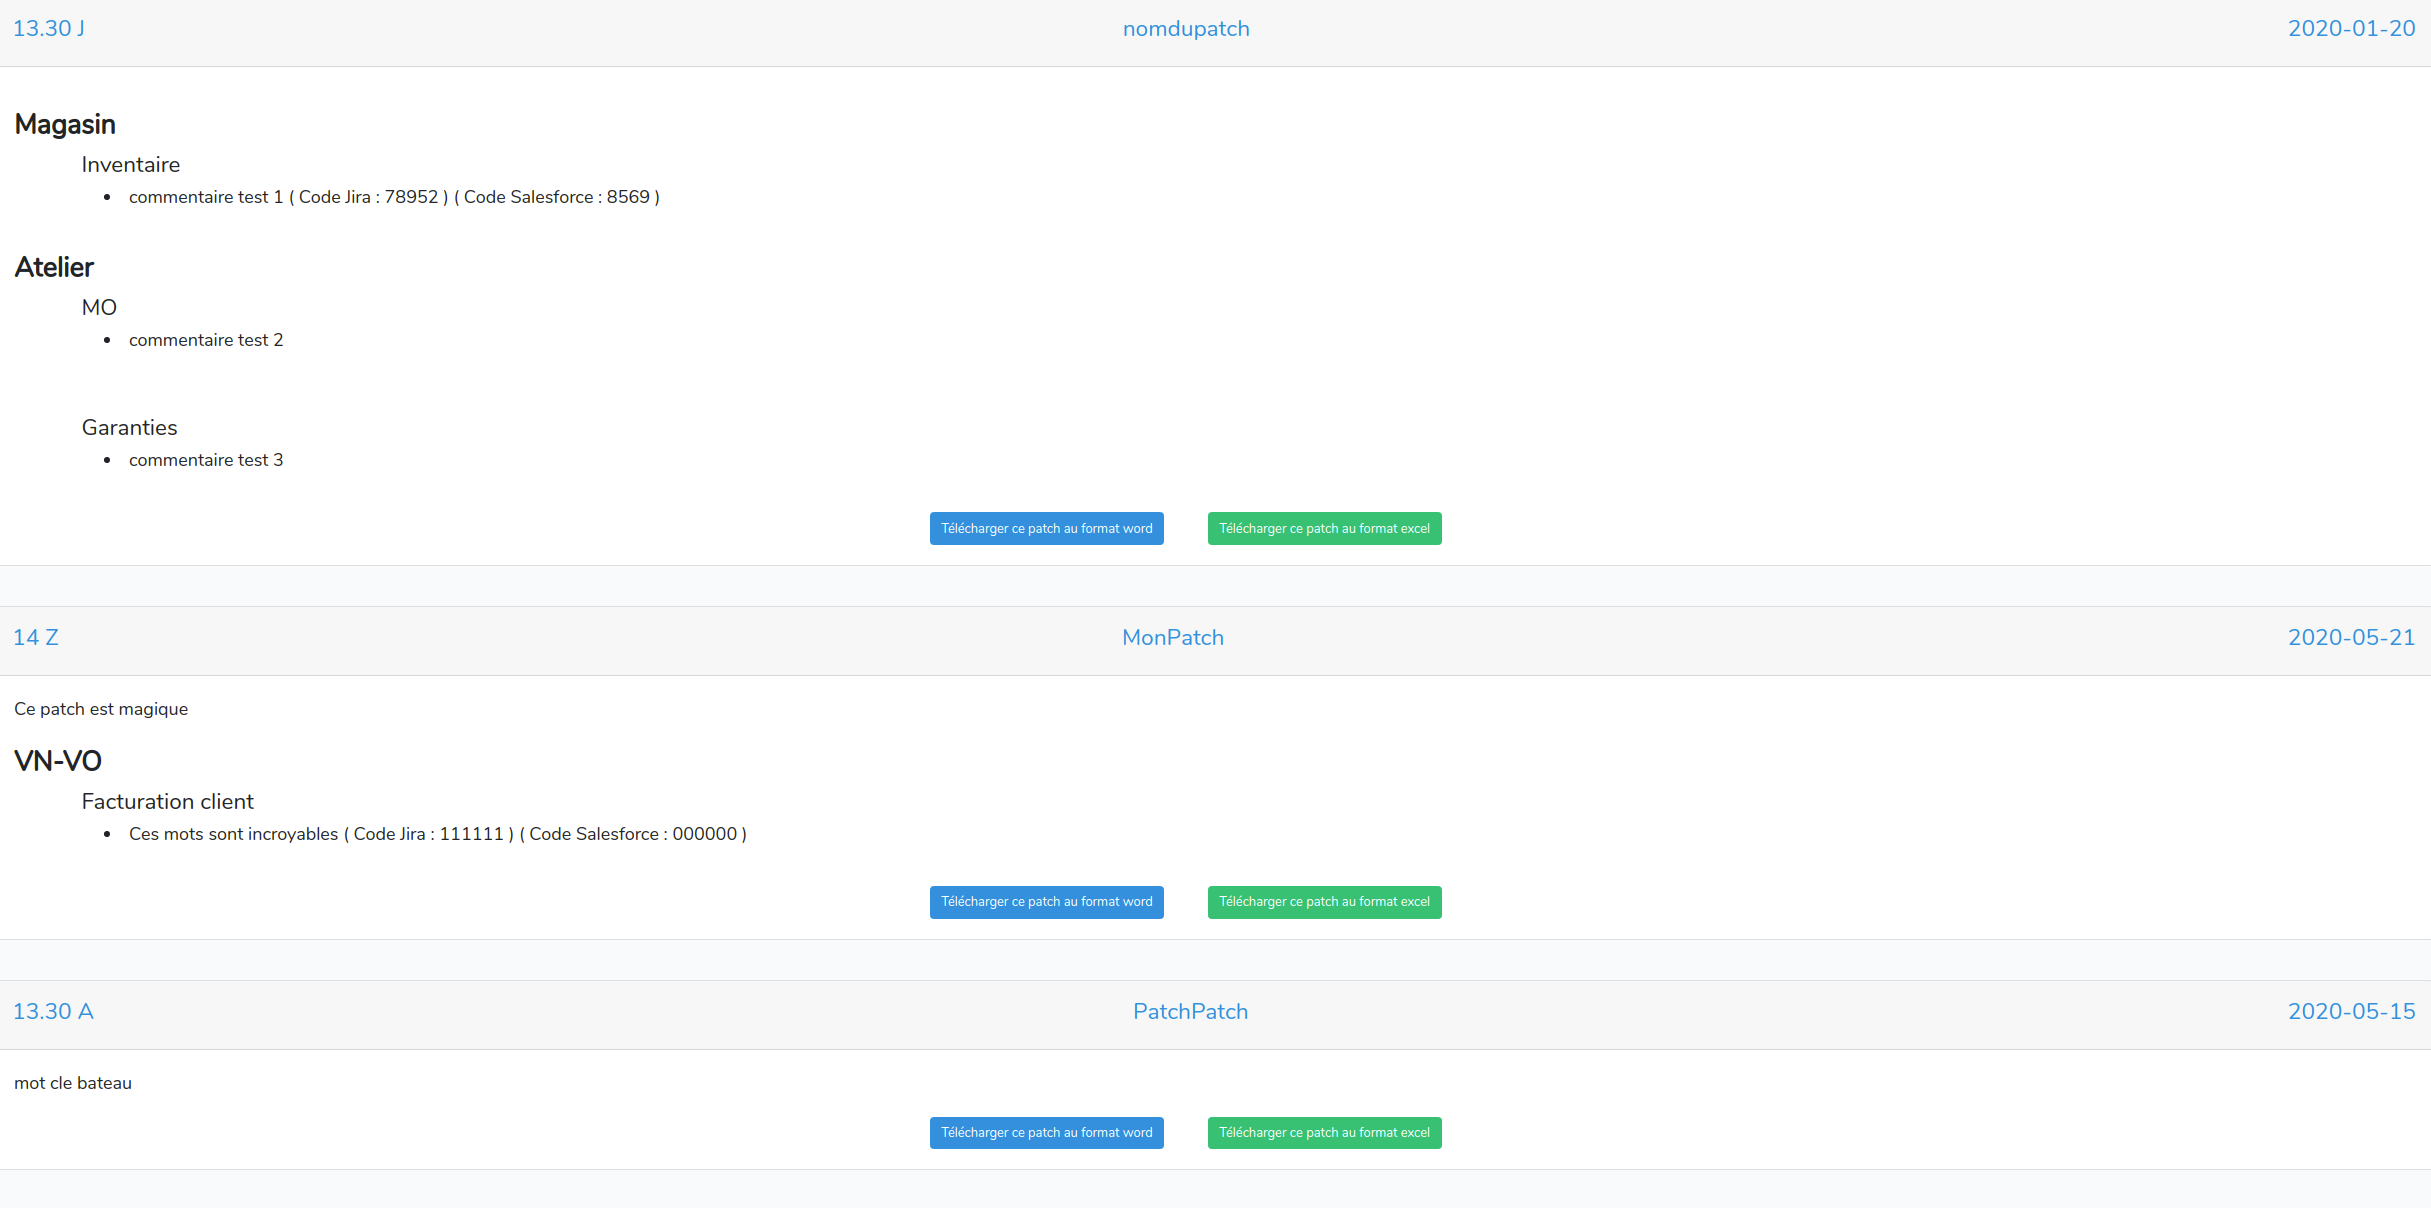 13.30 J nomdupatch 2020-01-20
Magasin
Inventaire
• commentaire test 1 ( Code Jira : 78952 ) ( Code Salesforce : 8569 )
Atelier
MO
• commentaire test 2
Garanties
• commentaire test 3
Télécharger ce patch au format word Télécharger ce patch au format excel
14 Z MonPatch 2020-05-21
Ce patch est magique
VN-VO
Facturation client
• Ces mots sont incroyables ( Code Jira : 111111 ) ( Code Salesforce : 000000 )
Télécharger ce patch au format word Télécharger ce patch au format excel
13.30 A PatchPatch 2020-05-15
mot cle bateau
Télécharger ce patch au format word Télécharger ce patch au format excel